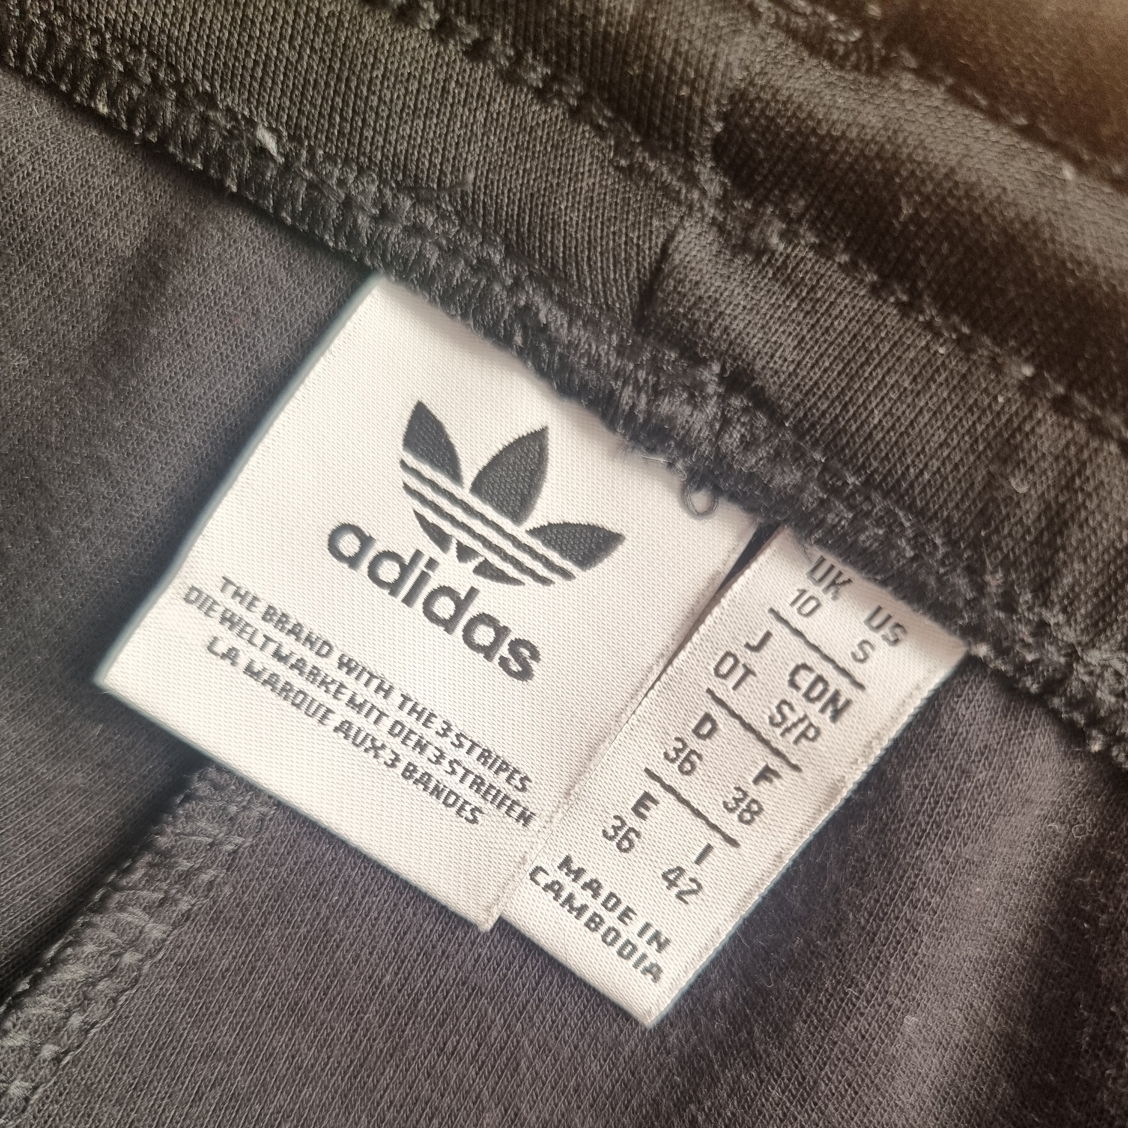 adidas
THE BRAND WITH THE 3 STRIPES
DIE WELTMARKE MIT DEN 3 STREIFEN
LA MARQUE AUX 3 BANDES
UK US
10 S
J CDN
OT S/P
D F
36 38
E I
36 42
MADE IN
CAMBODIA